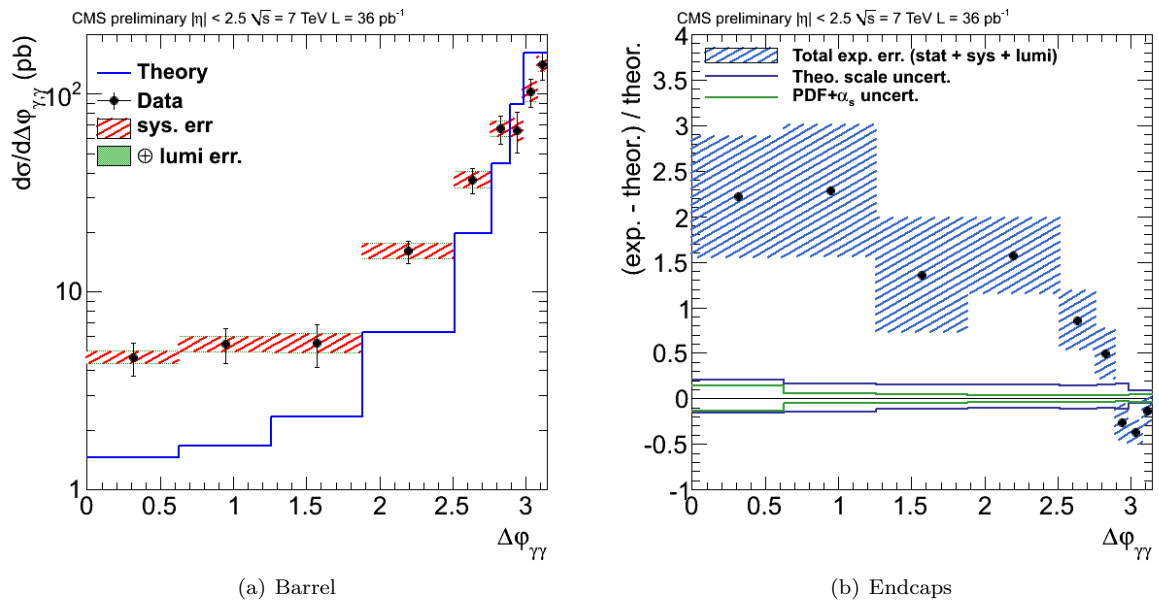 CMS preliminary |η| < 2.5 √s = 7 TeV L = 36 pb⁻¹
dσ/dΔφ_γ,γ (pb)
Theory
Data
sys. err
⊕ lumi err.
10²
10
1
0 0.5 1 1.5 2 2.5 3
Δφ_γγ
(a) Barrel
CMS preliminary |η| < 2.5 √s = 7 TeV L = 36 pb⁻¹
(exp. - theor.) / theor.
Total exp. err. (stat + sys + lumi)
Theo. scale uncert.
PDF+α_s uncert.
4
3.5
3
2.5
2
1.5
1
0.5
0
-0.5
-1
0 0.5 1 1.5 2 2.5 3
Δφ_γγ
(b) Endcaps